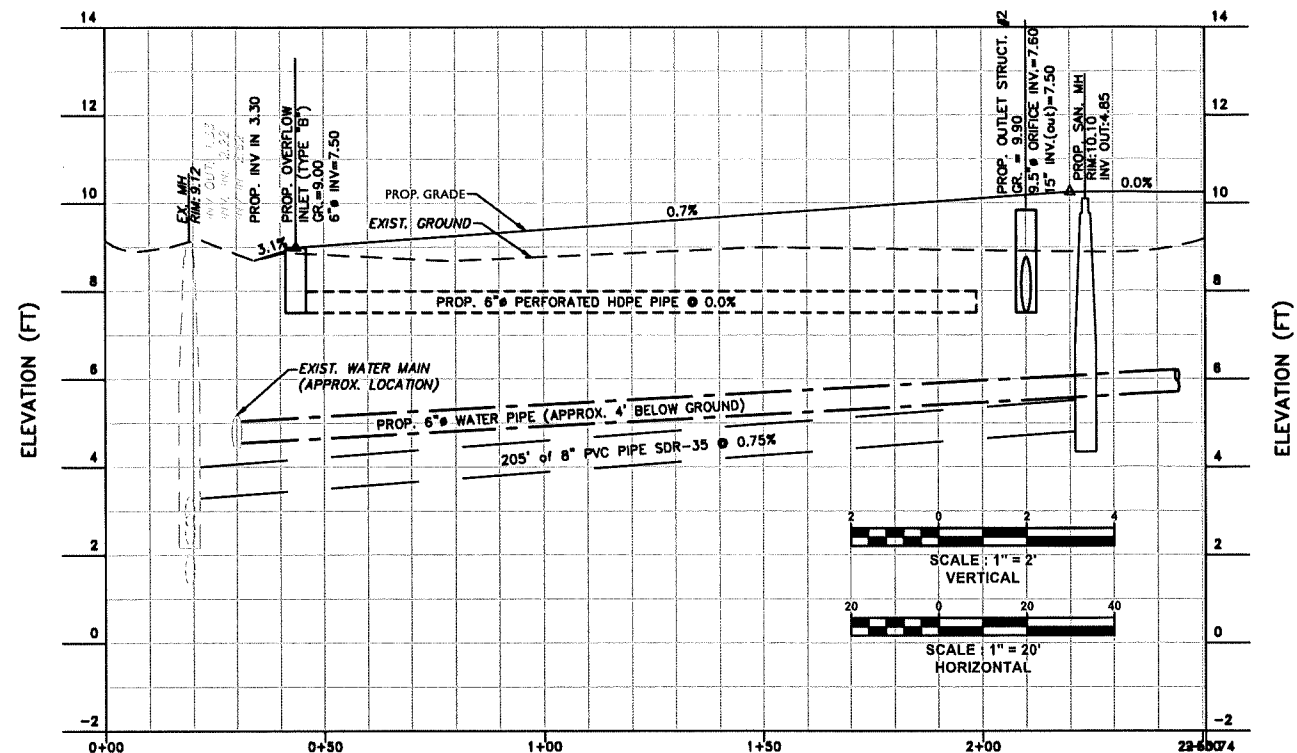 14
12
10
8
6
4
2
0
-2
ELEVATION (FT)
EX. MH
RIM: 9.12
PROP. INV IN 3.30
PROP. OVERFLOW
INLET (TYPE "B")
GR.=9.00
6"ø INV=7.50
PROP. GRADE
EXIST. GROUND
3.1%
0.7%
PROP. OUTLET STRUCT. #2
GR. = 9.90
9.5"ø ORIFICE INV.=7.60
15" INV.(out)=7.50
PROP. SAN. MH
RIM:10.10
INV OUT:4.85
0.0%
PROP. 6"ø PERFORATED HDPE PIPE @ 0.0%
EXIST. WATER MAIN
(APPROX. LOCATION)
PROP. 6"ø WATER PIPE (APPROX. 4' BELOW GROUND)
205' of 8" PVC PIPE SDR-35 @ 0.75%
2 0 2 4
SCALE : 1" = 2'
VERTICAL
20 0 20 40
SCALE : 1" = 20'
HORIZONTAL
14
12
10
8
6
4
2
0
-2
ELEVATION (FT)
0+00 0+50 1+00 1+50 2+00